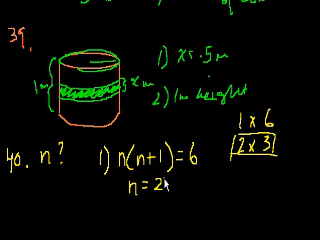 39.
1m
x m
1) x = .5m
2) 1m height
40. n?
1) n(n+1) = 6
n = 2
1 x 6
2 x 3